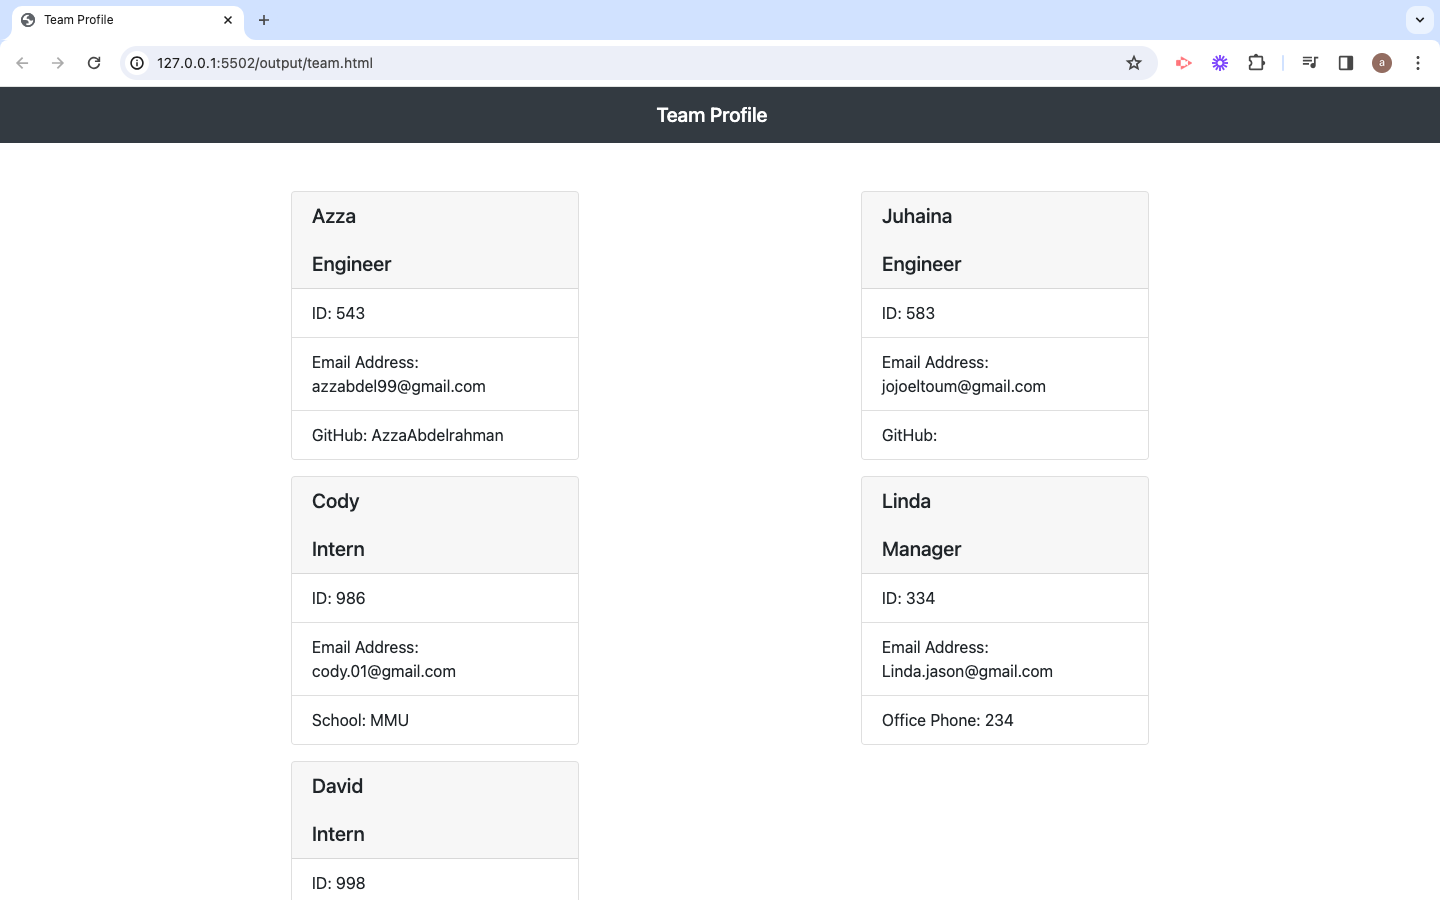 Team Profile
127.0.0.1:5502/output/team.html
a
Team Profile
Azza
Engineer
ID: 543
Email Address:
azzabdel99@gmail.com
GitHub: AzzaAbdelrahman
Juhaina
Engineer
ID: 583
Email Address:
jojoeltoum@gmail.com
GitHub:
Cody
Intern
ID: 986
Email Address:
cody.01@gmail.com
School: MMU
Linda
Manager
ID: 334
Email Address:
Linda.jason@gmail.com
Office Phone: 234
David
Intern
ID: 998